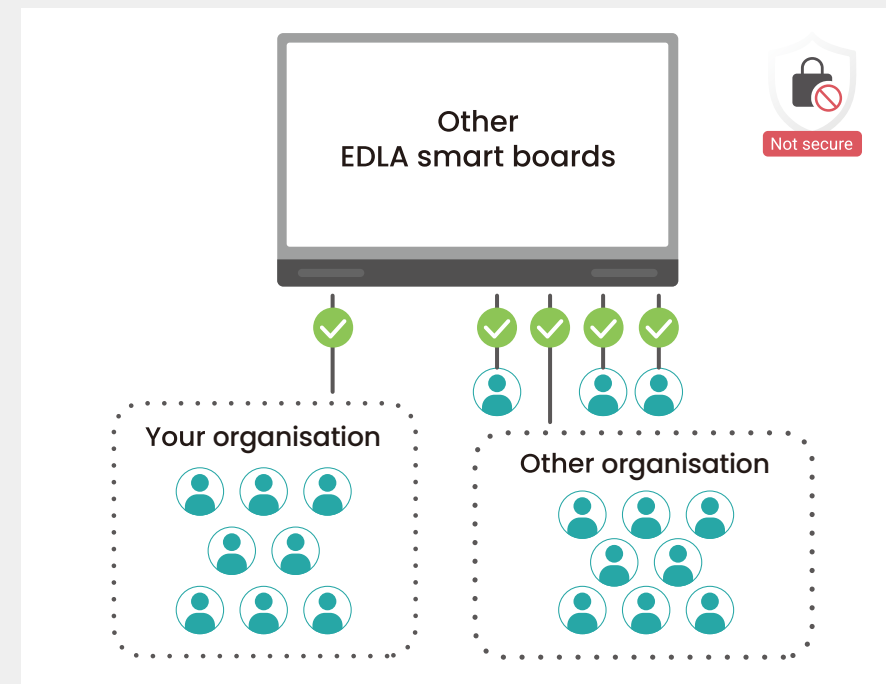 Other
EDLA smart boards
Not secure
Your organisation
Other organisation